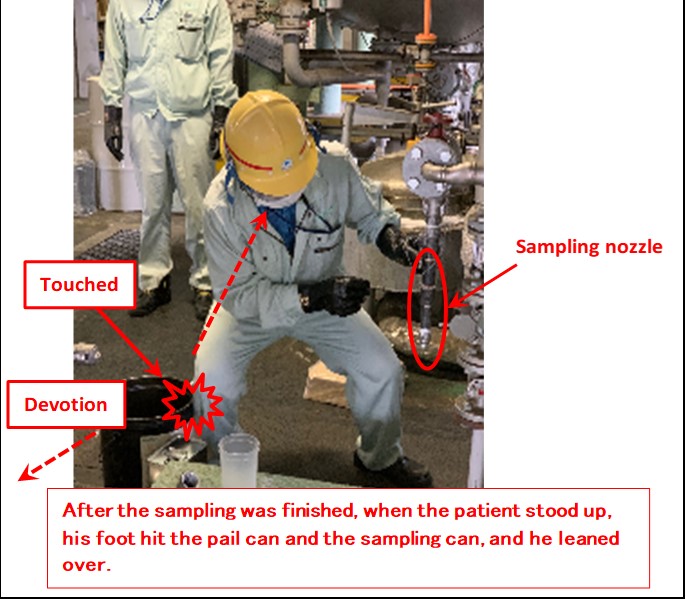 Sampling nozzle
Touched
Devotion
After the sampling was finished, when the patient stood up,
his foot hit the pail can and the sampling can, and he leaned
over.